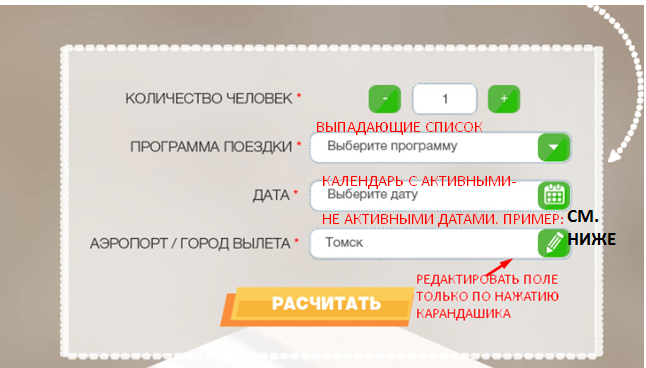 КОЛИЧЕСТВО ЧЕЛОВЕК * - 1 +
ВЫПАДАЮЩИЕ СПИСОК
ПРОГРАММА ПОЕЗДКИ * Выберите программу
КАЛЕНДАРЬ С АКТИВНЫМИ-
ДАТА * Выберите дату
НЕ АКТИВНЫМИ ДАТАМИ. ПРИМЕР: СМ.
НИЖЕ
АЭРОПОРТ / ГОРОД ВЫЛЕТА * Томск
РЕДАКТИРОВАТЬ ПОЛЕ
ТОЛЬКО ПО НАЖАТИЮ
КАРАНДАШИКА
РАСЧИТАТЬ